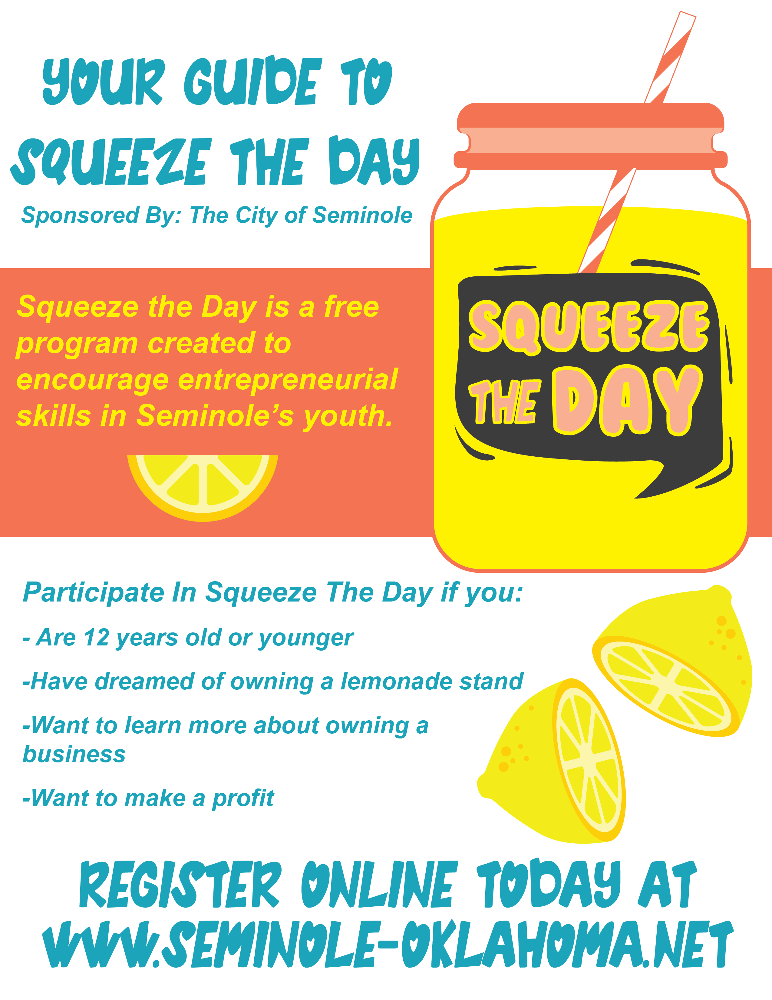 YOUR GUIDE TO
SQUEEZE THE DAY
Sponsored By: The City of Seminole
Squeeze the Day is a free
program created to
encourage entrepreneurial
skills in Seminole’s youth.
SQUEEZE
THE DAY
Participate In Squeeze The Day if you:
- Are 12 years old or younger
-Have dreamed of owning a lemonade stand
-Want to learn more about owning a
business
-Want to make a profit
REGISTER ONLINE TODAY AT
WWW.SEMINOLE-OKLAHOMA.NET